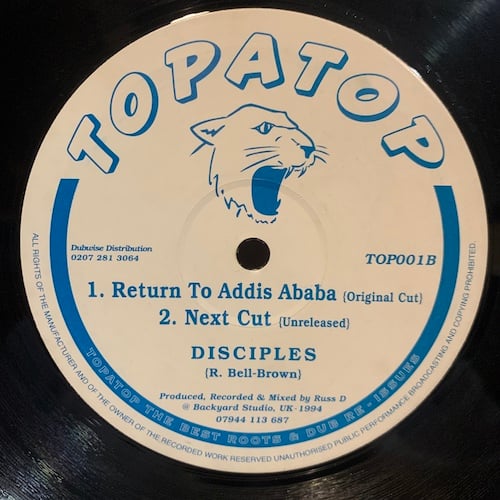 TOPATOP
Dubwise Distribution
0207 281 3064
TOP001B
1. Return To Addis Ababa (Original Cut)
2. Next Cut (Unreleased)
DISCIPLES
(R. Bell-Brown)
Produced, Recorded & Mixed by Russ D
@ Backyard Studio, UK-1994
07944 113 687
TOPATOP THE BEST ROOTS & DUB RE-ISSUES
ALL RIGHTS OF THE MANUFACTURER AND OF THE OWNER OF THE RECORDED WORK RESERVED UNAUTHORISED PUBLIC PERFORMANCE BROADCASTING AND COPYING PROHIBITED.